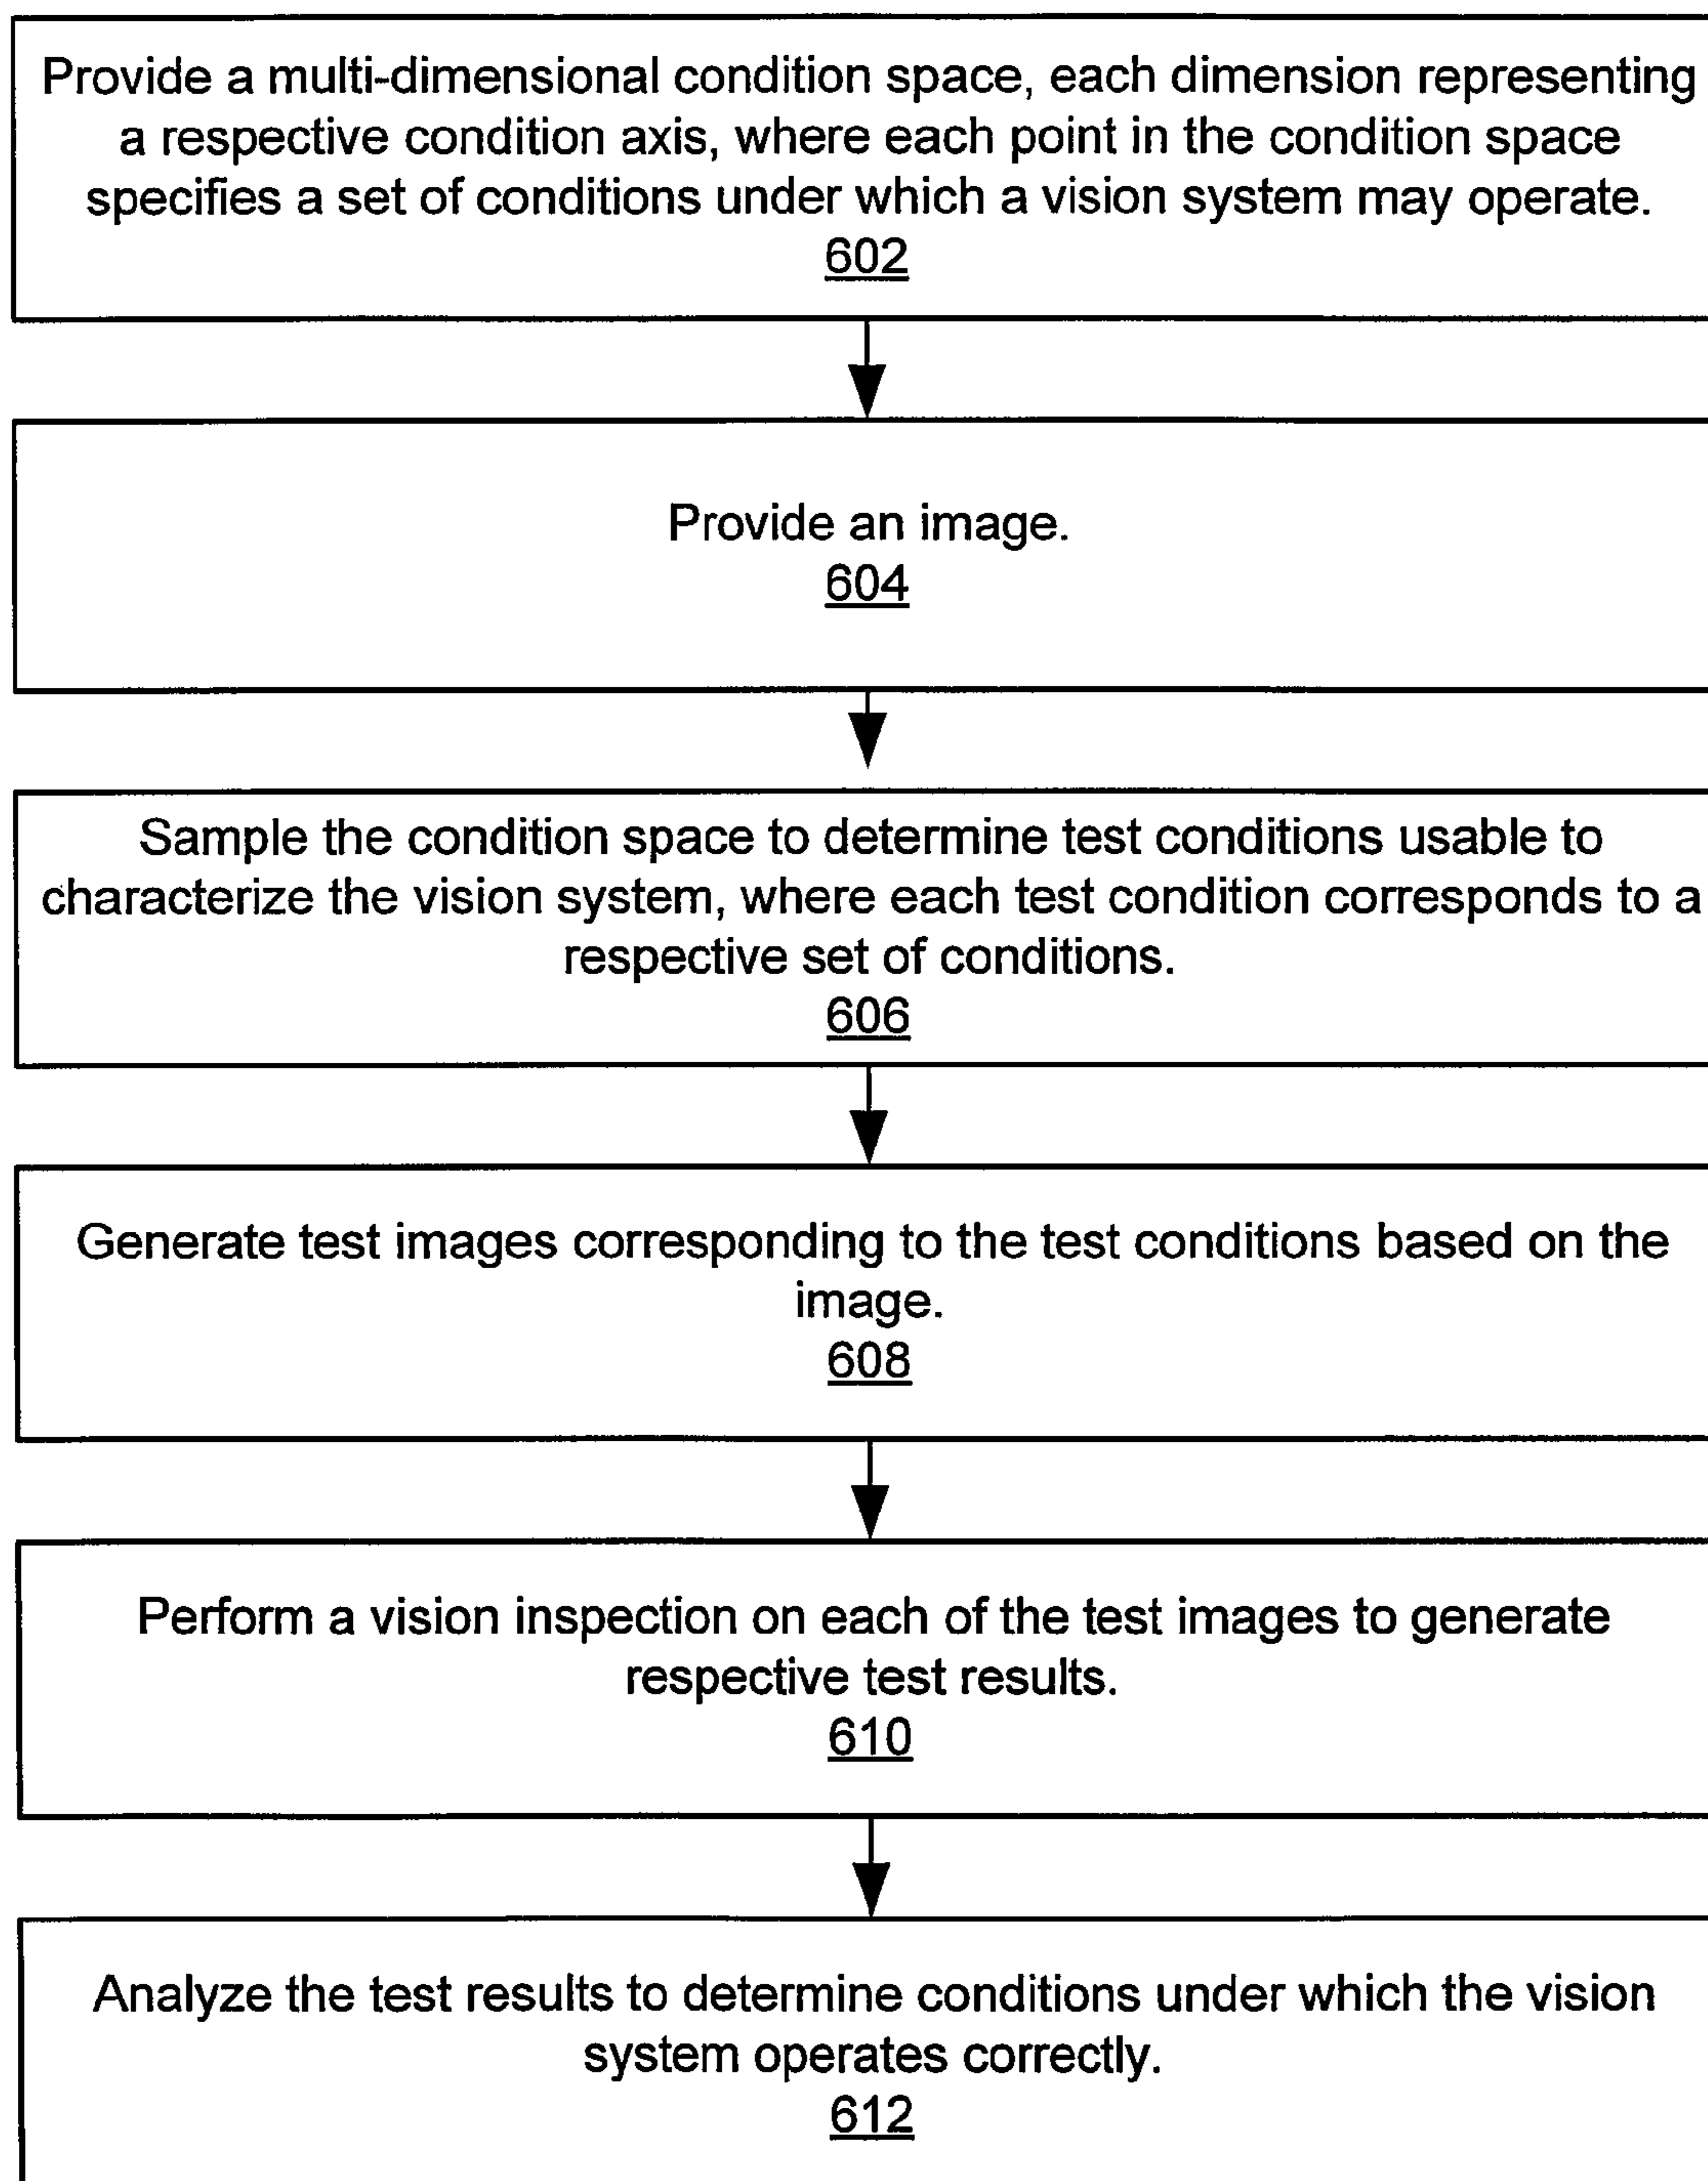 Provide a multi-dimensional condition space, each dimension representing
a respective condition axis, where each point in the condition space
specifies a set of conditions under which a vision system may operate.
602
Provide an image.
604
Sample the condition space to determine test conditions usable to
characterize the vision system, where each test condition corresponds to a
respective set of conditions.
606
Generate test images corresponding to the test conditions based on the
image.
608
Perform a vision inspection on each of the test images to generate
respective test results.
610
Analyze the test results to determine conditions under which the vision
system operates correctly.
612